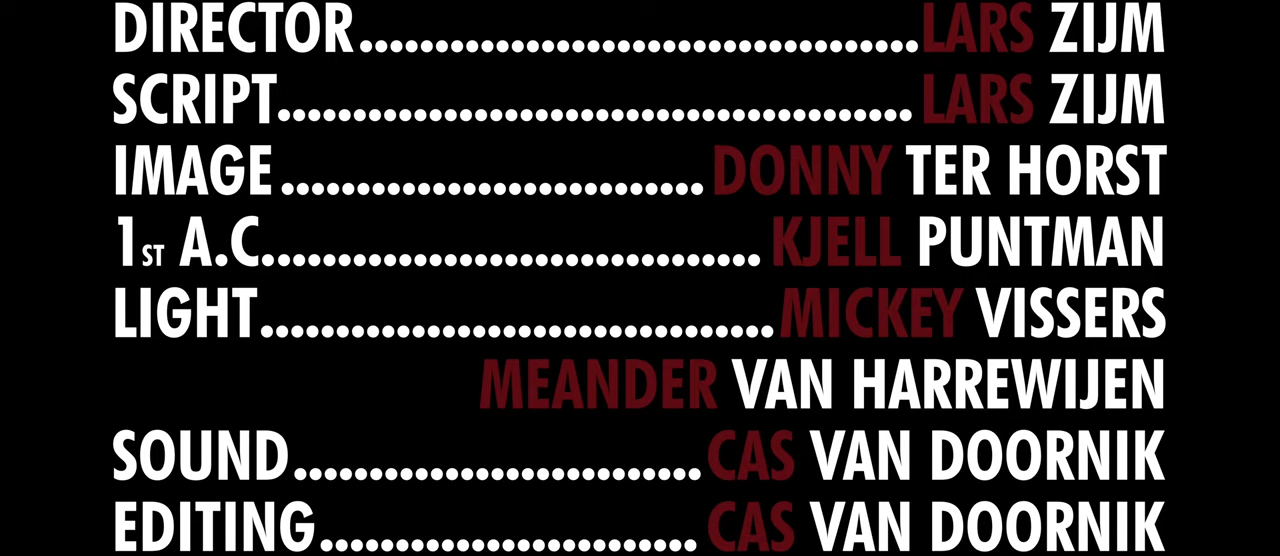 DIRECTOR.....................................LARS ZIJM
SCRIPT.......................................... LARS ZIJM
IMAGE ............................ DONNY TER HORST
1ST A.C................................. KJELL PUNTMAN
LIGHT..................................MICKEY VISSERS
MEANDER VAN HARREWIJEN
SOUND........................... CAS VAN DOORNIK
EDITING......................... CAS VAN DOORNIK